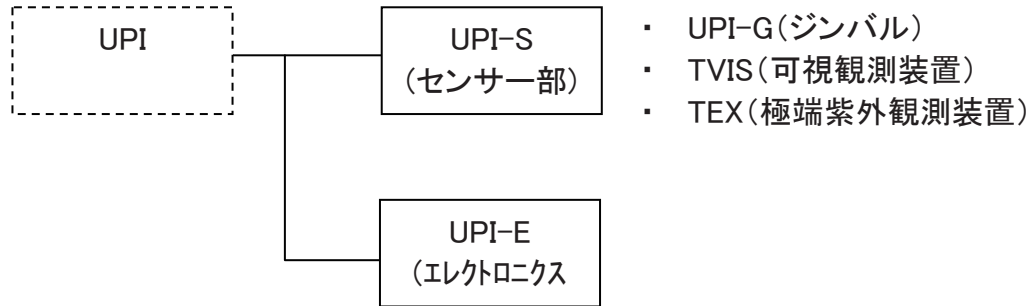 UPI
UPI-S
(センサー部)
・ UPI-G(ジンバル)
・ TVIS(可視観測装置)
・ TEX(極端紫外観測装置)
UPI-E
(エレクトロニクス